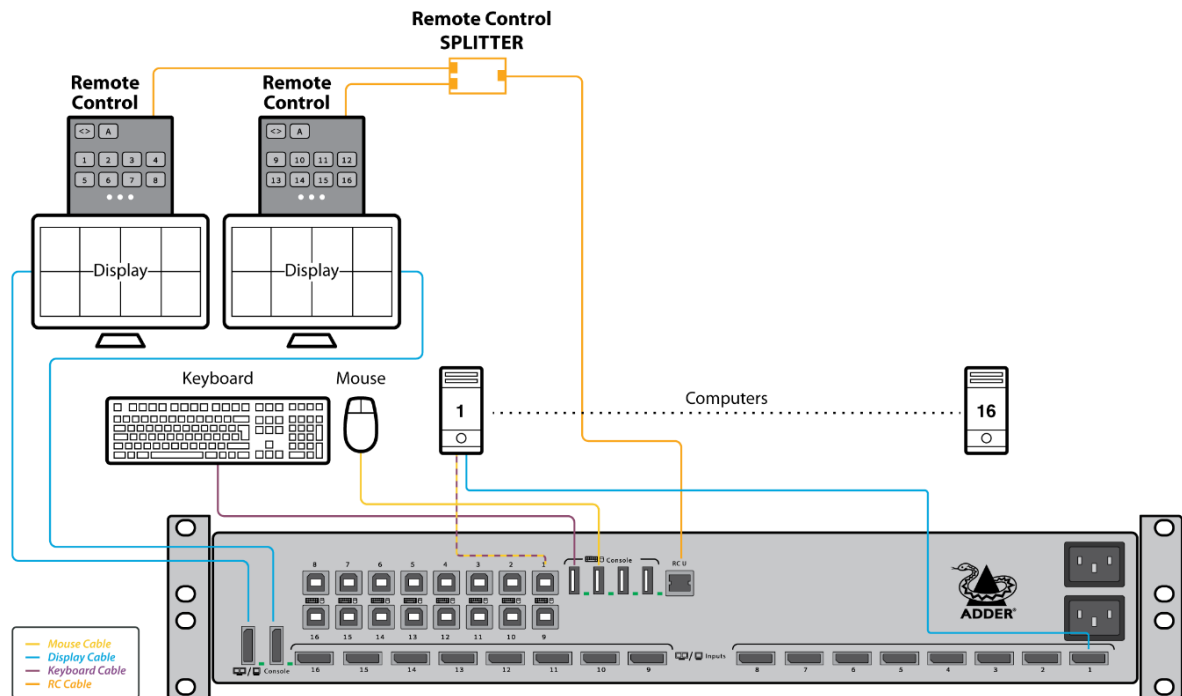 Remote Control
SPLITTER
Remote
Control
Remote
Control
<> A
1 2 3 4
5 6 7 8
<> A
9 10 11 12
13 14 15 16
Display
Display
Keyboard
Mouse
1
Computers
16
8 7 6 5 4 3 2 1
Console
RC U
16 15 14 13 12 11 10 9
ADDER®
Mouse Cable
Display Cable
Keyboard Cable
RC Cable
/ Console
16 15 14 13 12 11 10 9
/ Inputs
8 7 6 5 4 3 2 1